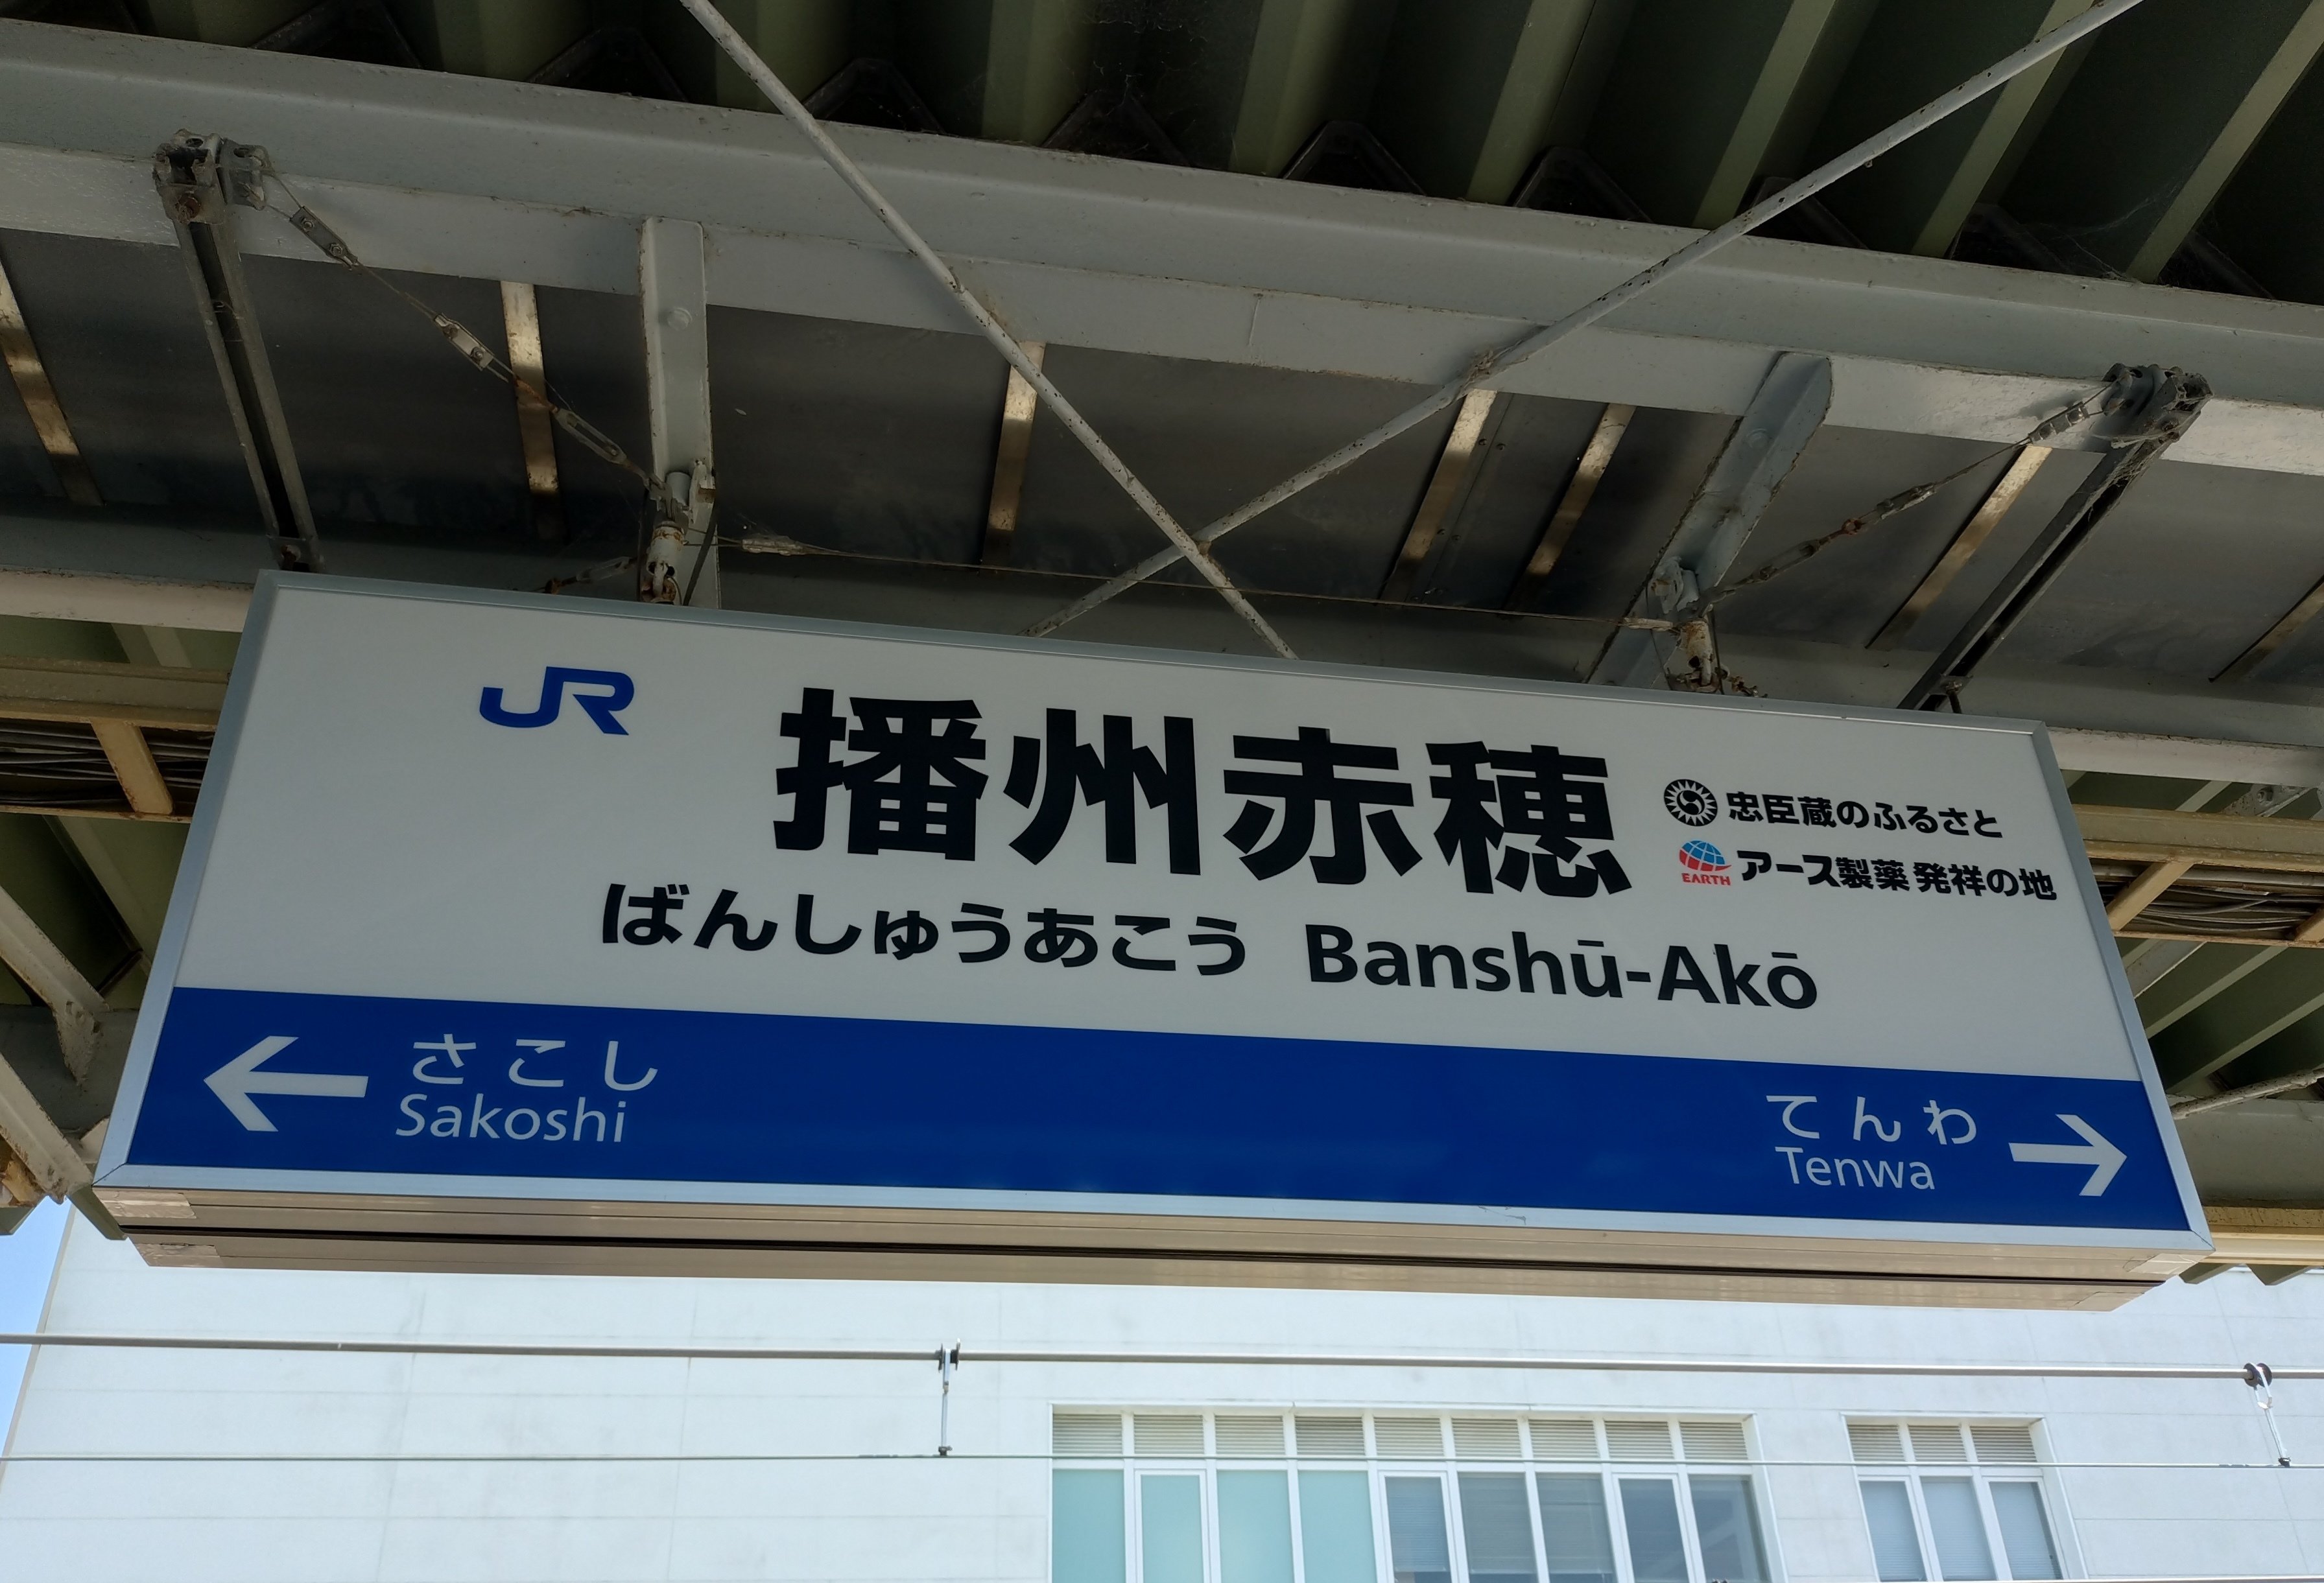 JR
播州赤穂
忠臣蔵のふるさと
EARTH アース製薬 発祥の地
ばんしゅうあこう Banshū-Akō
さこし
Sakoshi
てんわ
Tenwa